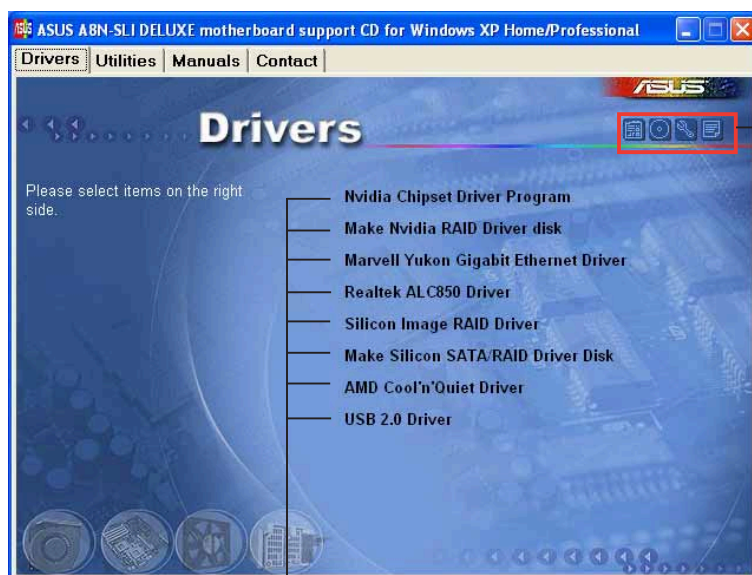 ASUS A8N-SLI DELUXE motherboard support CD for Windows XP Home/Professional
Drivers Utilities Manuals Contact
ASUS
Drivers
Please select items on the right
side.
Nvidia Chipset Driver Program
Make Nvidia RAID Driver disk
Marvell Yukon Gigabit Ethernet Driver
Realtek ALC850 Driver
Silicon Image RAID Driver
Make Silicon SATA/RAID Driver Disk
AMD Cool'n'Quiet Driver
USB 2.0 Driver